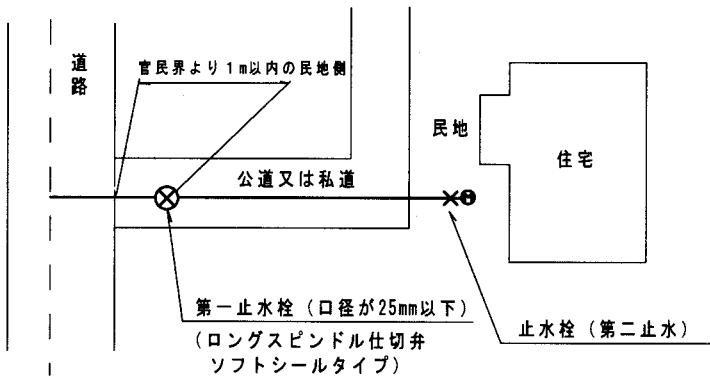 道路
官民界より1m以内の民地側
民地
住宅
公道又は私道
第一止水栓(口径が25mm以下)
(ロングスピンドル仕切弁
ソフトシールタイプ)
止水栓(第二止水)